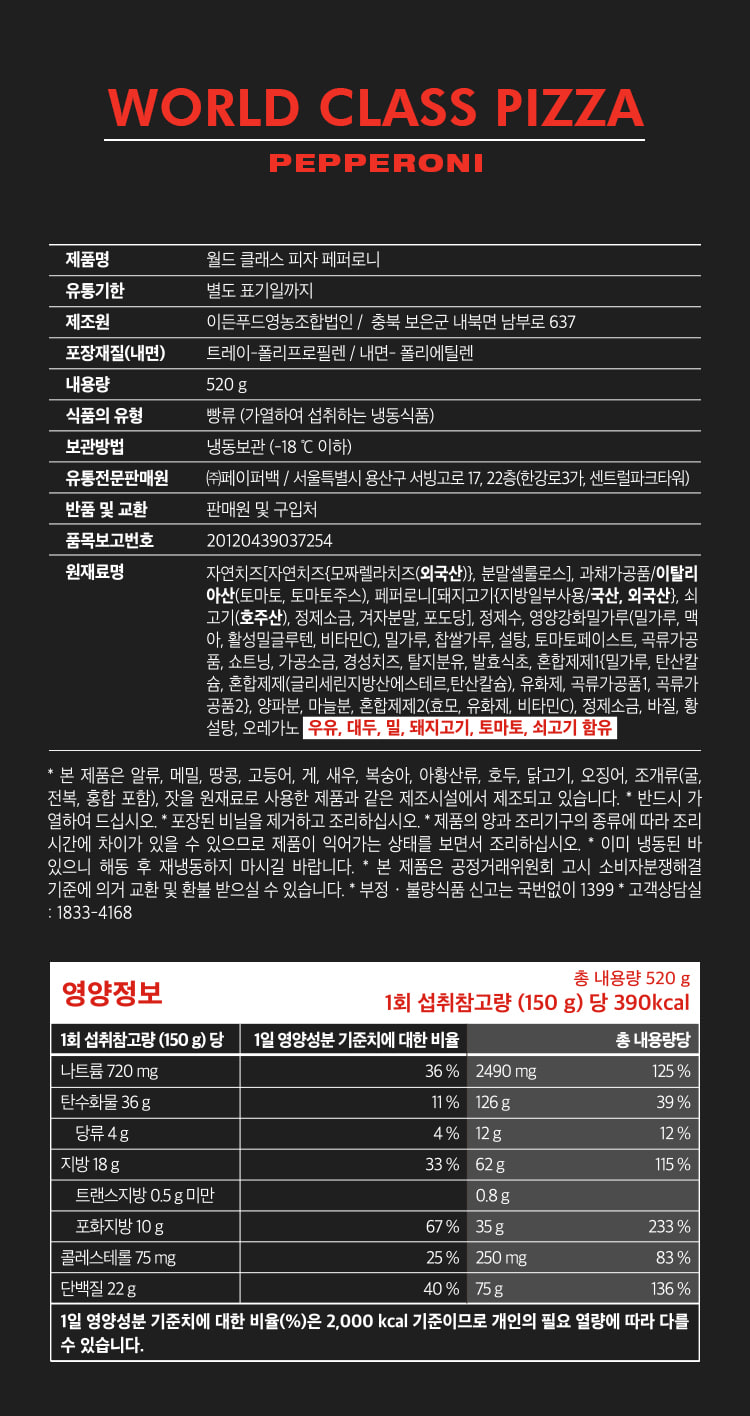 WORLD CLASS PIZZA
PEPPERONI
제품명 월드 클래스 피자 페퍼로니
유통기한 별도 표기일까지
제조원 이든푸드영농조합법인 / 충북 보은군 내북면 남부로 637
포장재질(내면) 트레이-폴리프로필렌 / 내면- 폴리에틸렌
내용량 520 g
식품의 유형 빵류 (가열하여 섭취하는 냉동식품)
보관방법 냉동보관 (-18 ℃ 이하)
유통전문판매원 ㈜페이퍼백 / 서울특별시 용산구 서빙고로 17, 22층(한강로3가, 센트럴파크타워)
반품 및 교환 판매원 및 구입처
품목보고번호 20120439037254
원재료명 자연치즈[자연치즈{모짜렐라치즈(외국산)}, 분말셀룰로스], 과채가공품/이탈리
아산(토마토, 토마토주스), 페퍼로니[돼지고기{지방일부사용/국산, 외국산}, 쇠
고기(호주산), 정제소금, 겨자분말, 포도당], 정제수, 영양강화밀가루(밀가루, 맥
아, 활성밀글루텐, 비타민C), 밀가루, 찹쌀가루, 설탕, 토마토페이스트, 곡류가공
품, 쇼트닝, 가공소금, 경성치즈, 탈지분유, 발효식초, 혼합제제1{밀가루, 탄산칼
슘, 혼합제제(글리세린지방산에스테르,탄산칼슘), 유화제, 곡류가공품1, 곡류가
공품2}, 양파분, 마늘분, 혼합제제2(효모, 유화제, 비타민C), 정제소금, 바질, 황
설탕, 오레가노 우유, 대두, 밀, 돼지고기, 토마토, 쇠고기 함유
* 본 제품은 알류, 메밀, 땅콩, 고등어, 게, 새우, 복숭아, 아황산류, 호두, 닭고기, 오징어, 조개류(굴,
전복, 홍합 포함), 잣을 원재료로 사용한 제품과 같은 제조시설에서 제조되고 있습니다. * 반드시 가
열하여 드십시오. * 포장된 비닐을 제거하고 조리하십시오. * 제품의 양과 조리기구의 종류에 따라 조리
시간에 차이가 있을 수 있으므로 제품이 익어가는 상태를 보면서 조리하십시오. * 이미 냉동된 바
있으니 해동 후 재냉동하지 마시길 바랍니다. * 본 제품은 공정거래위원회 고시 소비자분쟁해결
기준에 의거 교환 및 환불 받으실 수 있습니다. * 부정 · 불량식품 신고는 국번없이 1399 * 고객상담실
: 1833-4168
영양정보
총 내용량 520 g
1회 섭취참고량 (150 g) 당 390kcal
1회 섭취참고량 (150 g) 당 1일 영양성분 기준치에 대한 비율 총 내용량당
나트륨 720 mg 36 % 2490 mg 125 %
탄수화물 36 g 11 % 126 g 39 %
당류 4 g 4 % 12 g 12 %
지방 18 g 33 % 62 g 115 %
트랜스지방 0.5 g 미만 0.8 g
포화지방 10 g 67 % 35 g 233 %
콜레스테롤 75 mg 25 % 250 mg 83 %
단백질 22 g 40 % 75 g 136 %
1일 영양성분 기준치에 대한 비율(%)은 2,000 kcal 기준이므로 개인의 필요 열량에 따라 다를
수 있습니다.